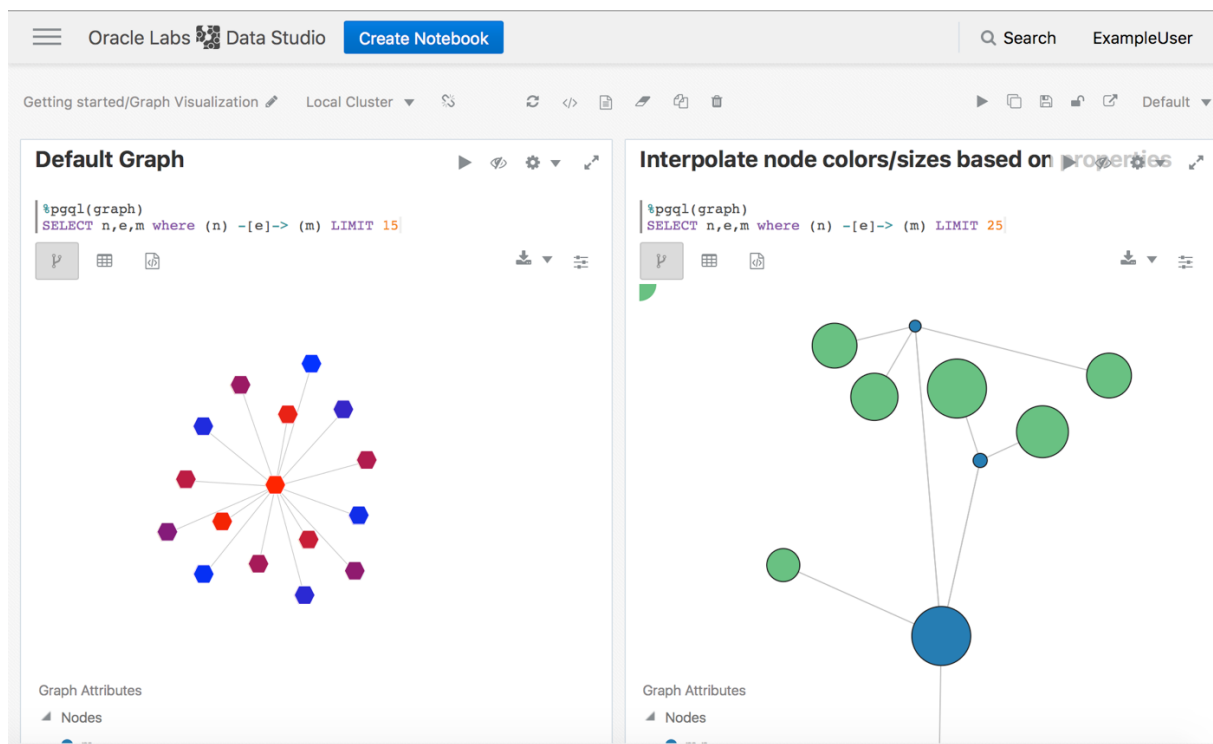 Oracle Labs Data Studio Create Notebook Search ExampleUser
Getting started/Graph Visualization Local Cluster Default
Default Graph
%pgql(graph)
SELECT n,e,m where (n) -[e]-> (m) LIMIT 15
Graph Attributes
Nodes
Interpolate node colors/sizes based on properties
%pgql(graph)
SELECT n,e,m where (n) -[e]-> (m) LIMIT 25
Graph Attributes
Nodes